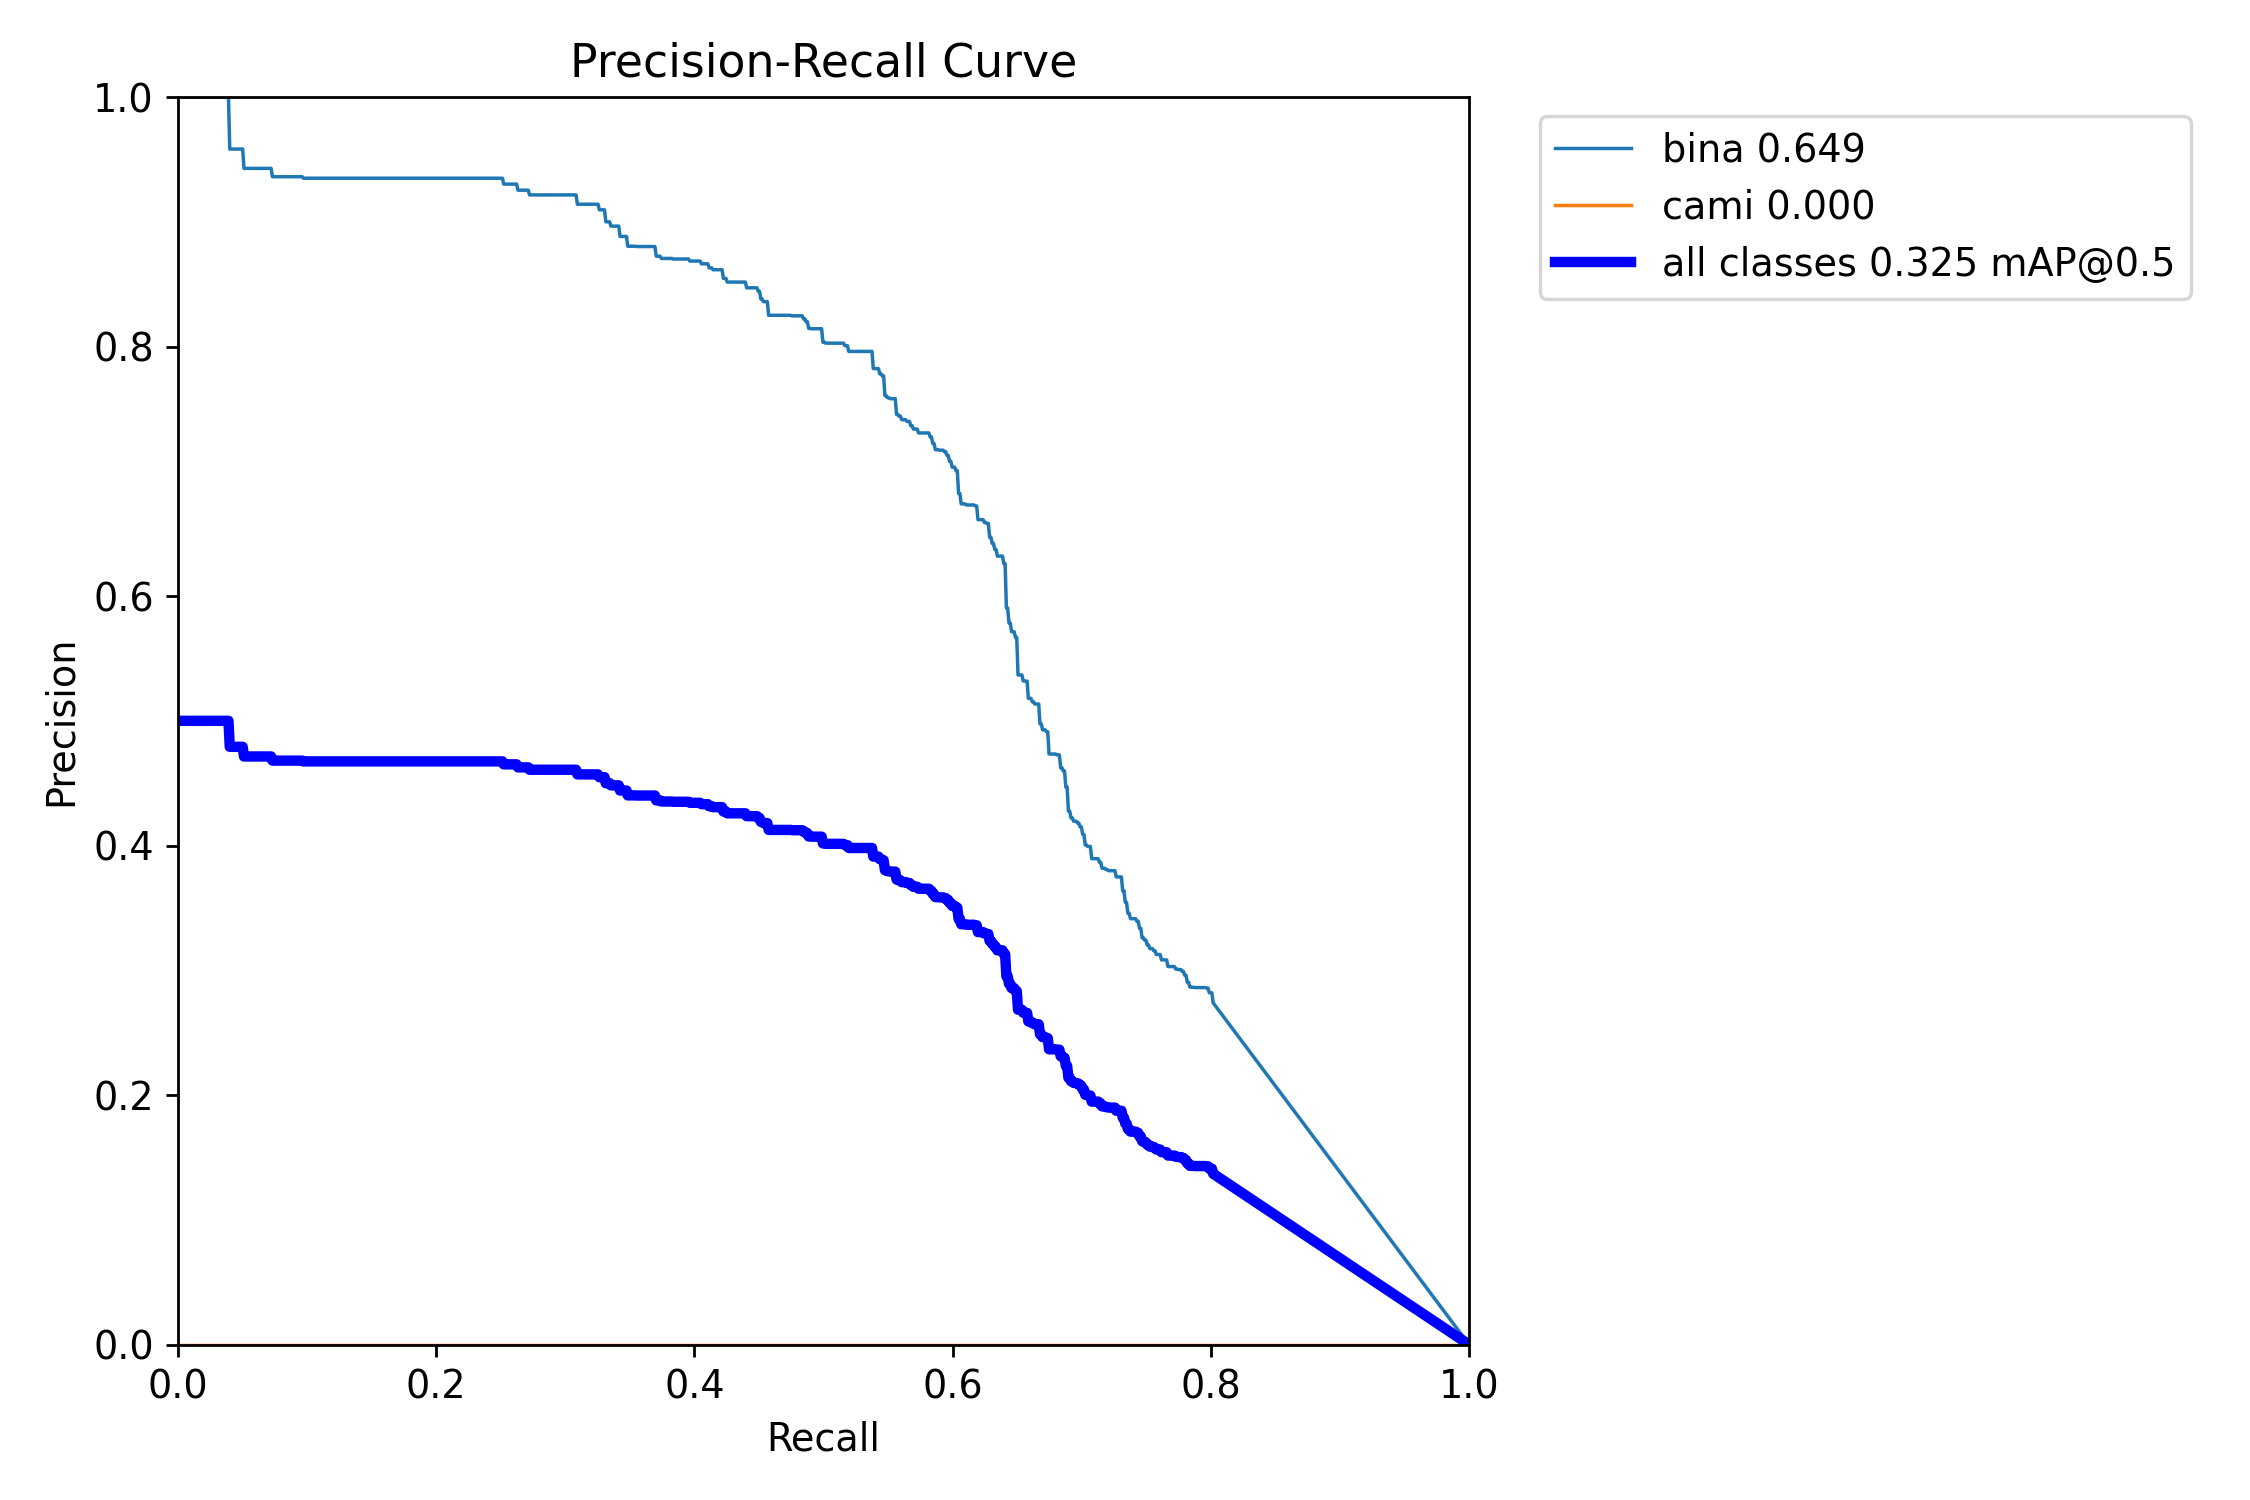 Precision-Recall Curve
1.0
0.8
0.6
0.4
0.2
0.0
Precision
0.0 0.2 0.4 0.6 0.8 1.0
Recall
bina 0.649
cami 0.000
all classes 0.325 mAP@0.5